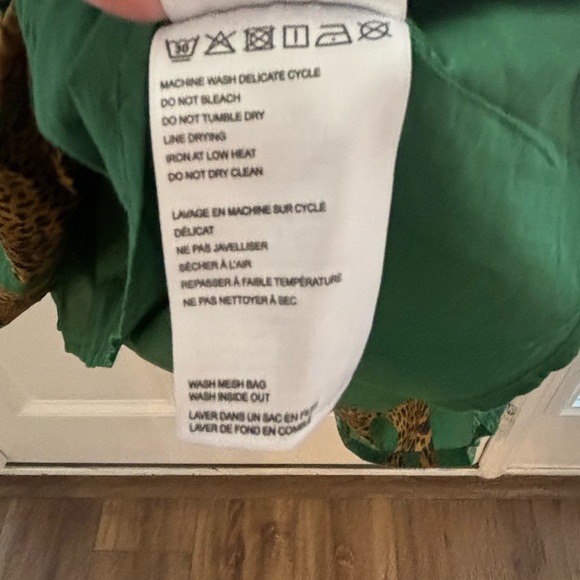 30
MACHINE WASH DELICATE CYCLE
DO NOT BLEACH
DO NOT TUMBLE DRY
LINE DRYING
IRON AT LOW HEAT
DO NOT DRY CLEAN
LAVAGE EN MACHINE SUR CYCLE
DÉLICAT
NE PAS JAVELLISER
SÉCHER À L'AIR
REPASSER À FAIBLE TEMPÉRATURE
NE PAS NETTOYER À SEC
WASH MESH BAG
WASH INSIDE OUT
LAVER DANS UN SAC EN
LAVER DE FOND EN